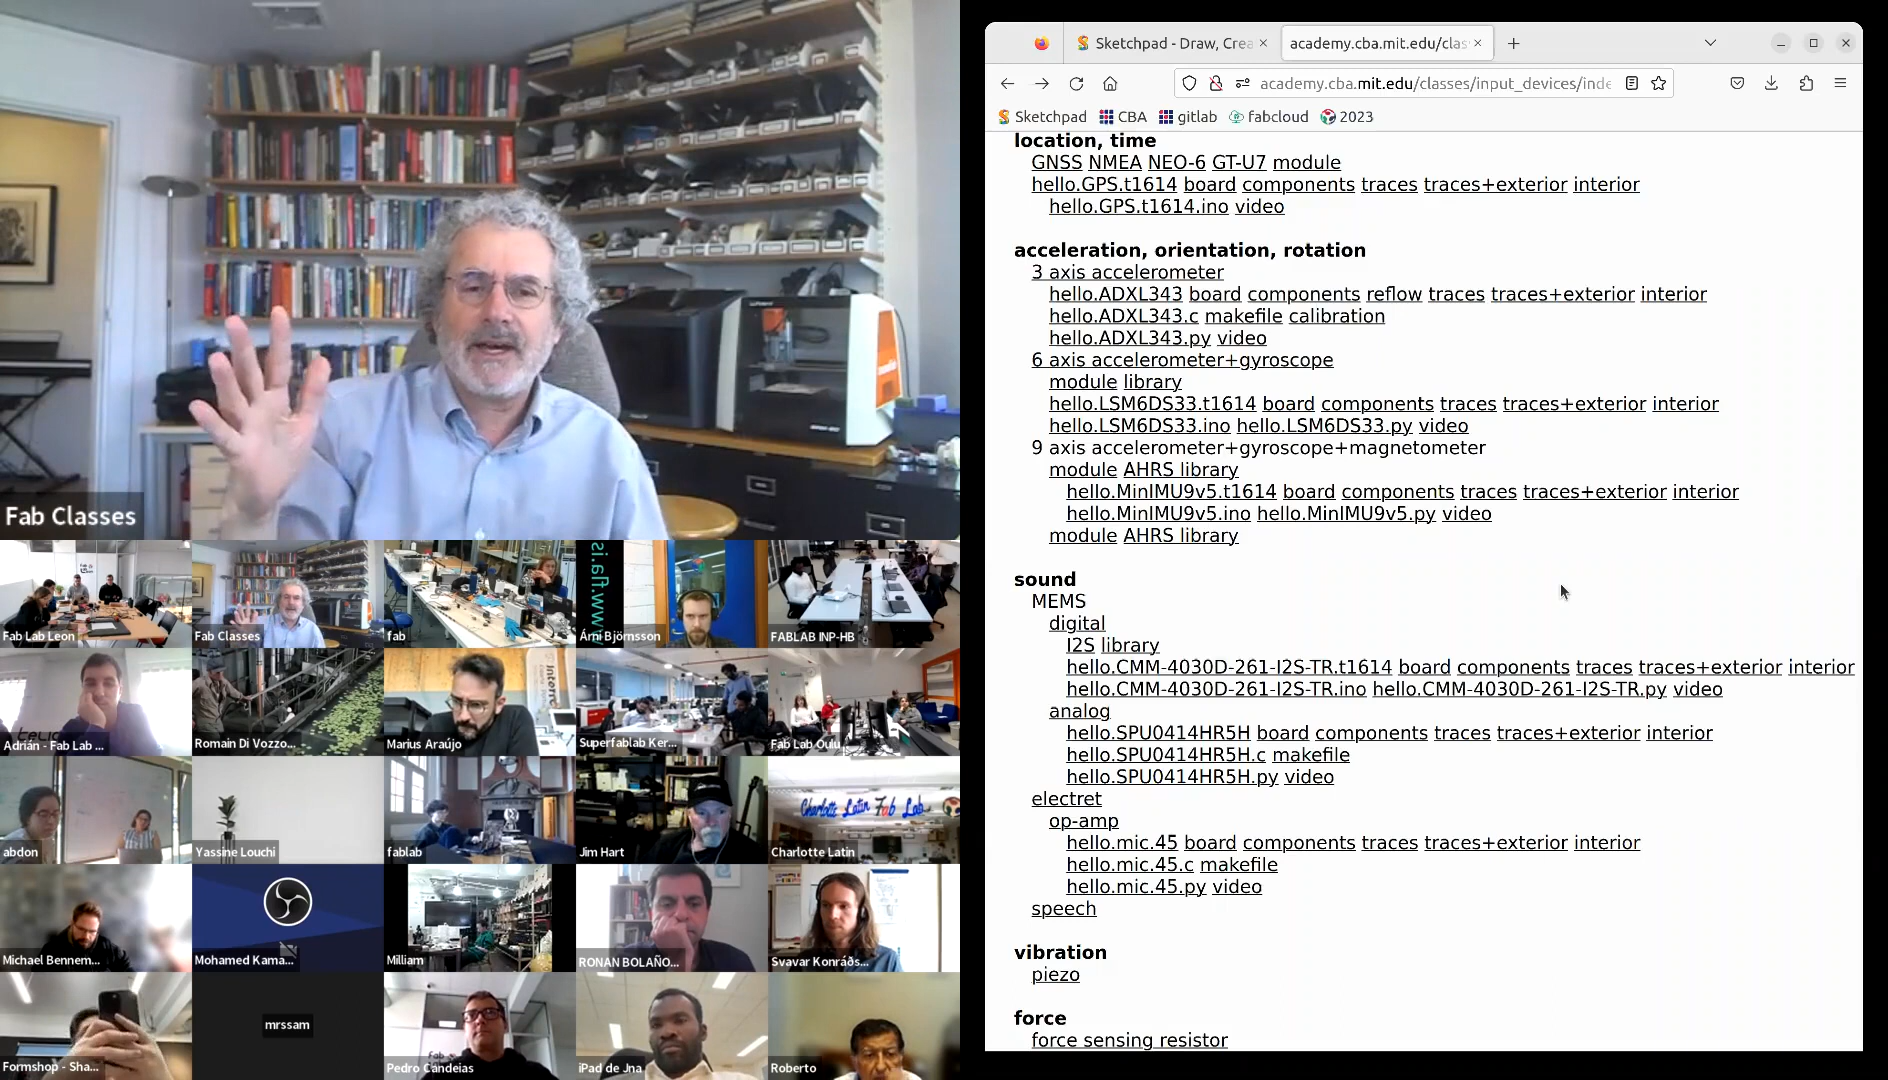 Fab Classes
Fab Lab Leon
Fab Classes
fab
Árni Björnsson
www.fla.si
FABLAB INP-HB
Adrián - Fab Lab ...
Romain Di Vozzo...
Marius Araújo
Superfablab Ker...
Fab Lab Oulu
abdon
Yassine Louchi
fablab
Jim Hart
Charlotte Latin Fab Lab
Charlotte Latin
Michael Bennem...
Mohamed Kama...
Milliam
RONAN BOLAÑO...
Svavar Konráðs...
Formshop - Sha...
mrssam
Pedro Candeias
iPad de Jna
Roberto
Sketchpad - Draw, Crea
academy.cba.mit.edu/clas
academy.cba.mit.edu/classes/input_devices/inde
Sketchpad CBA gitlab fabcloud 2023
location, time
GNSS NMEA NEO-6 GT-U7 module
hello.GPS.t1614 board components traces traces+exterior interior
hello.GPS.t1614.ino video
acceleration, orientation, rotation
3 axis accelerometer
hello.ADXL343 board components reflow traces traces+exterior interior
hello.ADXL343.c makefile calibration
hello.ADXL343.py video
6 axis accelerometer+gyroscope
module library
hello.LSM6DS33.t1614 board components traces traces+exterior interior
hello.LSM6DS33.ino hello.LSM6DS33.py video
9 axis accelerometer+gyroscope+magnetometer
module AHRS library
hello.MinIMU9v5.t1614 board components traces traces+exterior interior
hello.MinIMU9v5.ino hello.MinIMU9v5.py video
module AHRS library
sound
MEMS
digital
I2S library
hello.CMM-4030D-261-I2S-TR.t1614 board components traces traces+exterior interior
hello.CMM-4030D-261-I2S-TR.ino hello.CMM-4030D-261-I2S-TR.py video
analog
hello.SPU0414HR5H board components traces traces+exterior interior
hello.SPU0414HR5H.c makefile
hello.SPU0414HR5H.py video
electret
op-amp
hello.mic.45 board components traces traces+exterior interior
hello.mic.45.c makefile
hello.mic.45.py video
speech
vibration
piezo
force
force sensing resistor